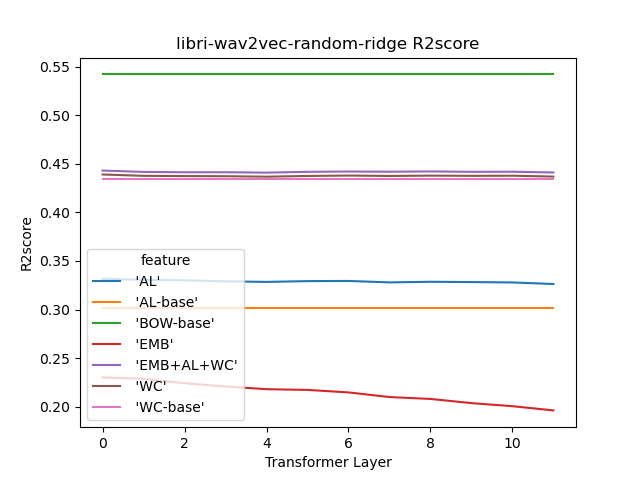 libri-wav2vec-random-ridge R2score
0.55
0.50
0.45
0.40
0.35
0.30
0.25
0.20
R2score
feature
'AL'
'AL-base'
'BOW-base'
'EMB'
'EMB+AL+WC'
'WC'
'WC-base'
0 2 4 6 8 10
Transformer Layer